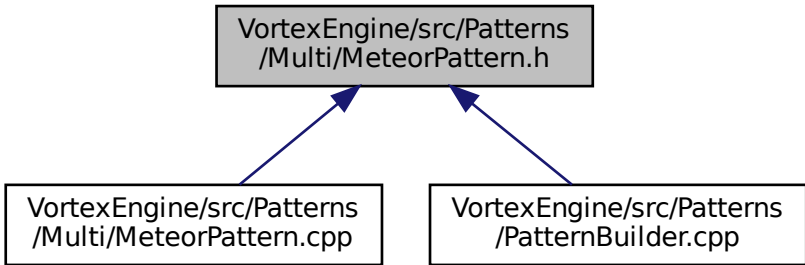 VortexEngine/src/Patterns
/Multi/MeteorPattern.h
VortexEngine/src/Patterns
/Multi/MeteorPattern.cpp
VortexEngine/src/Patterns
/PatternBuilder.cpp